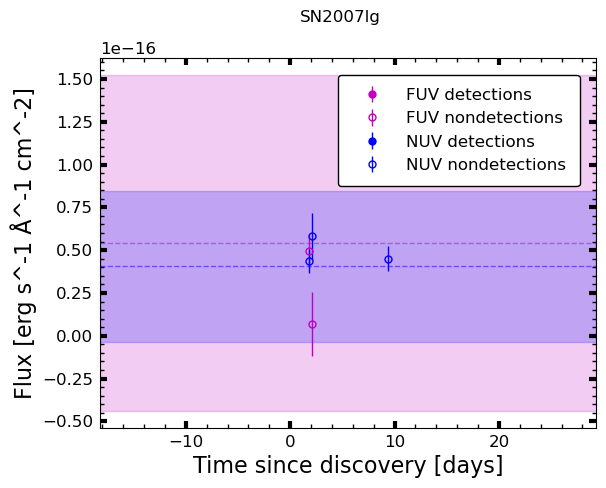 SN2007lg
1e−16
1.50
1.25
1.00
0.75
0.50
0.25
0.00
−0.25
−0.50
Flux [erg s^-1 Å^-1 cm^-2]
FUV detections
FUV nondetections
NUV detections
NUV nondetections
−10
0
10
20
Time since discovery [days]